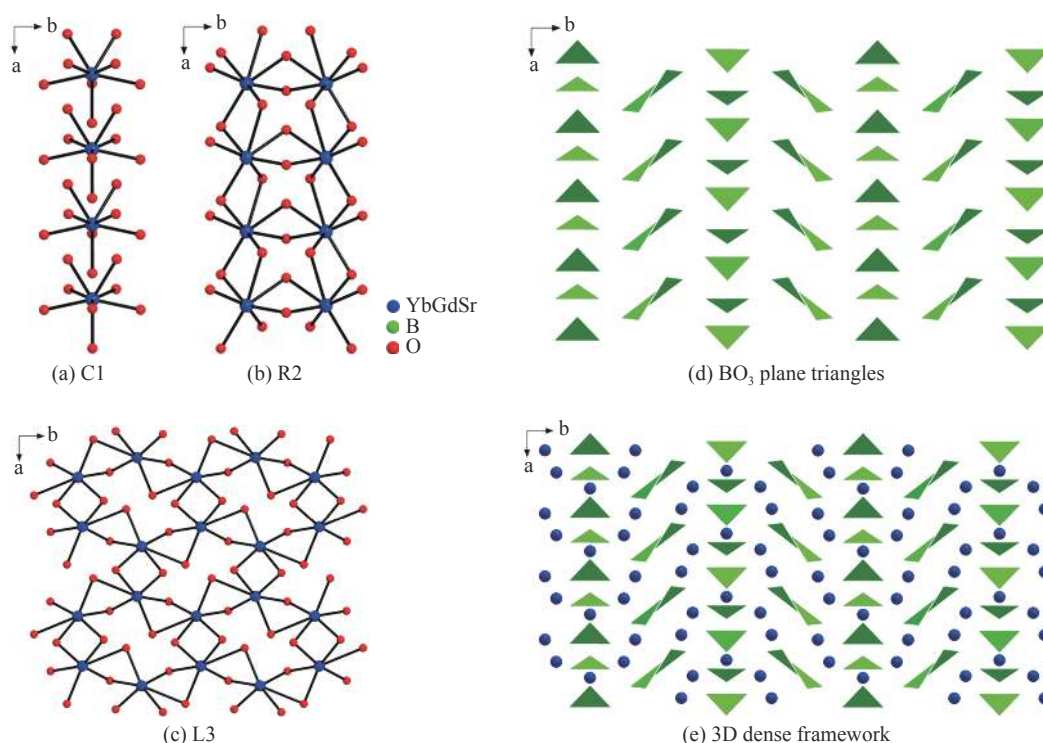 b
a
b
a
YbGdSr
B
O
(a) C1
(b) R2
b
a
(d) BO₃ plane triangles
b
a
(c) L3
b
a
(e) 3D dense framework